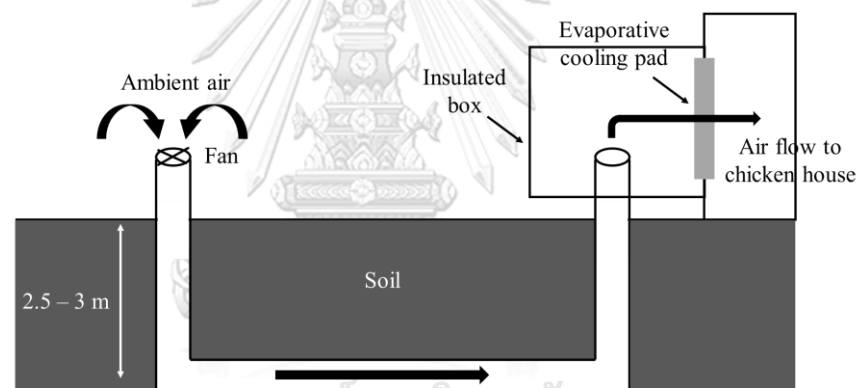 Ambient air
Fan
Insulated
box
Evaporative
cooling pad
Air flow to
chicken house
Soil
2.5 – 3 m